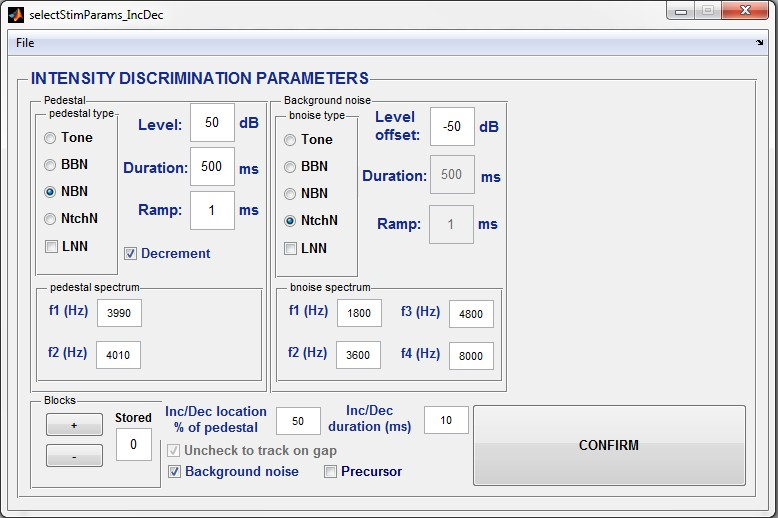 selectStimParams_IncDec
File
INTENSITY DISCRIMINATION PARAMETERS
Pedestal
pedestal type
Tone
BBN
NBN
NtchN
LNN
Level: 50 dB
Duration: 500 ms
Ramp: 1 ms
Decrement
pedestal spectrum
f1 (Hz) 3990
f2 (Hz) 4010
Background noise
bnoise type
Tone
BBN
NBN
NtchN
LNN
Level
offset: -50 dB
Duration: 500 ms
Ramp: 1 ms
bnoise spectrum
f1 (Hz) 1800 f3 (Hz) 4800
f2 (Hz) 3600 f4 (Hz) 8000
Blocks
+
-
Stored
0
Inc/Dec location
% of pedestal 50
Inc/Dec
duration (ms) 10
Uncheck to track on gap
Background noise Precursor
CONFIRM